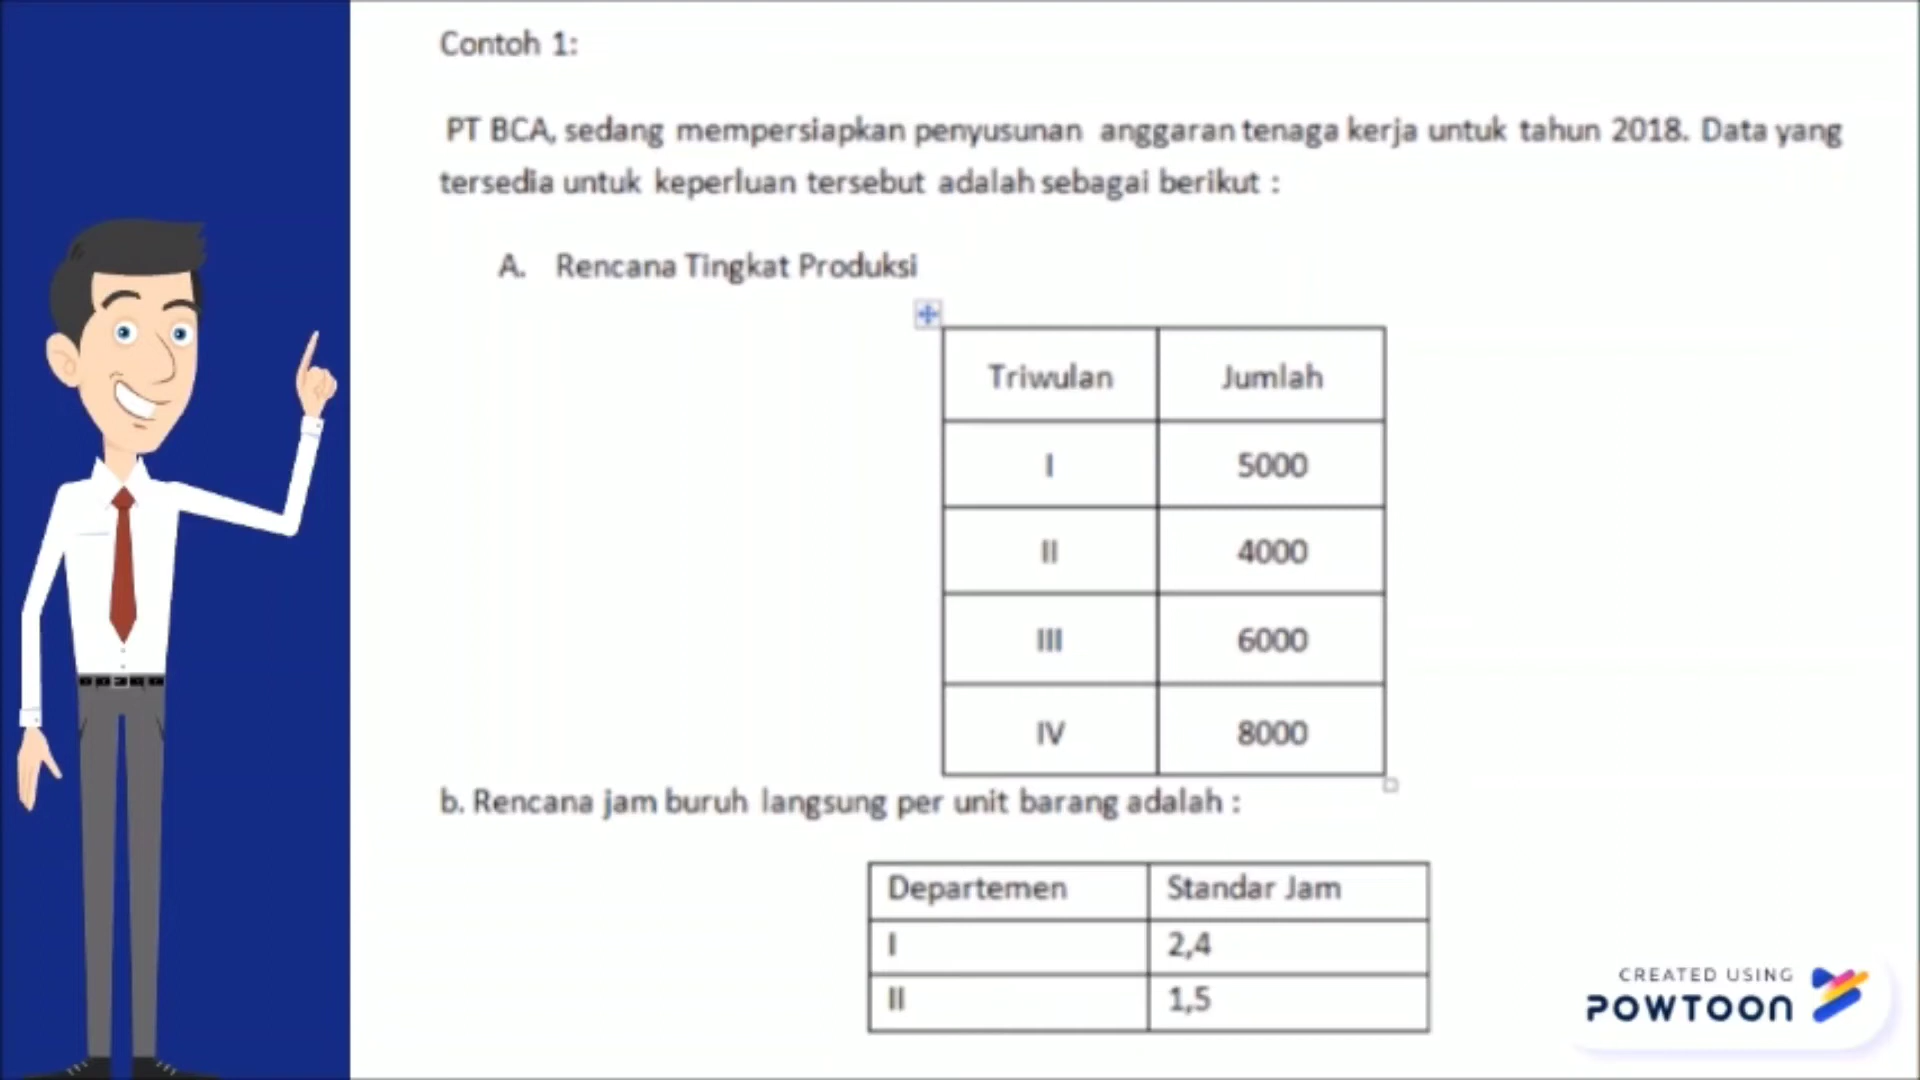 Contoh 1:
PT BCA, sedang mempersiapkan penyusunan anggaran tenaga kerja untuk tahun 2018. Data yang
tersedia untuk keperluan tersebut adalah sebagai berikut :
A. Rencana Tingkat Produksi
Triwulan Jumlah
I 5000
II 4000
III 6000
IV 8000
b. Rencana jam buruh langsung per unit barang adalah :
Departemen Standar Jam
I 2,4
II 1,5
CREATED USING
POWTOON